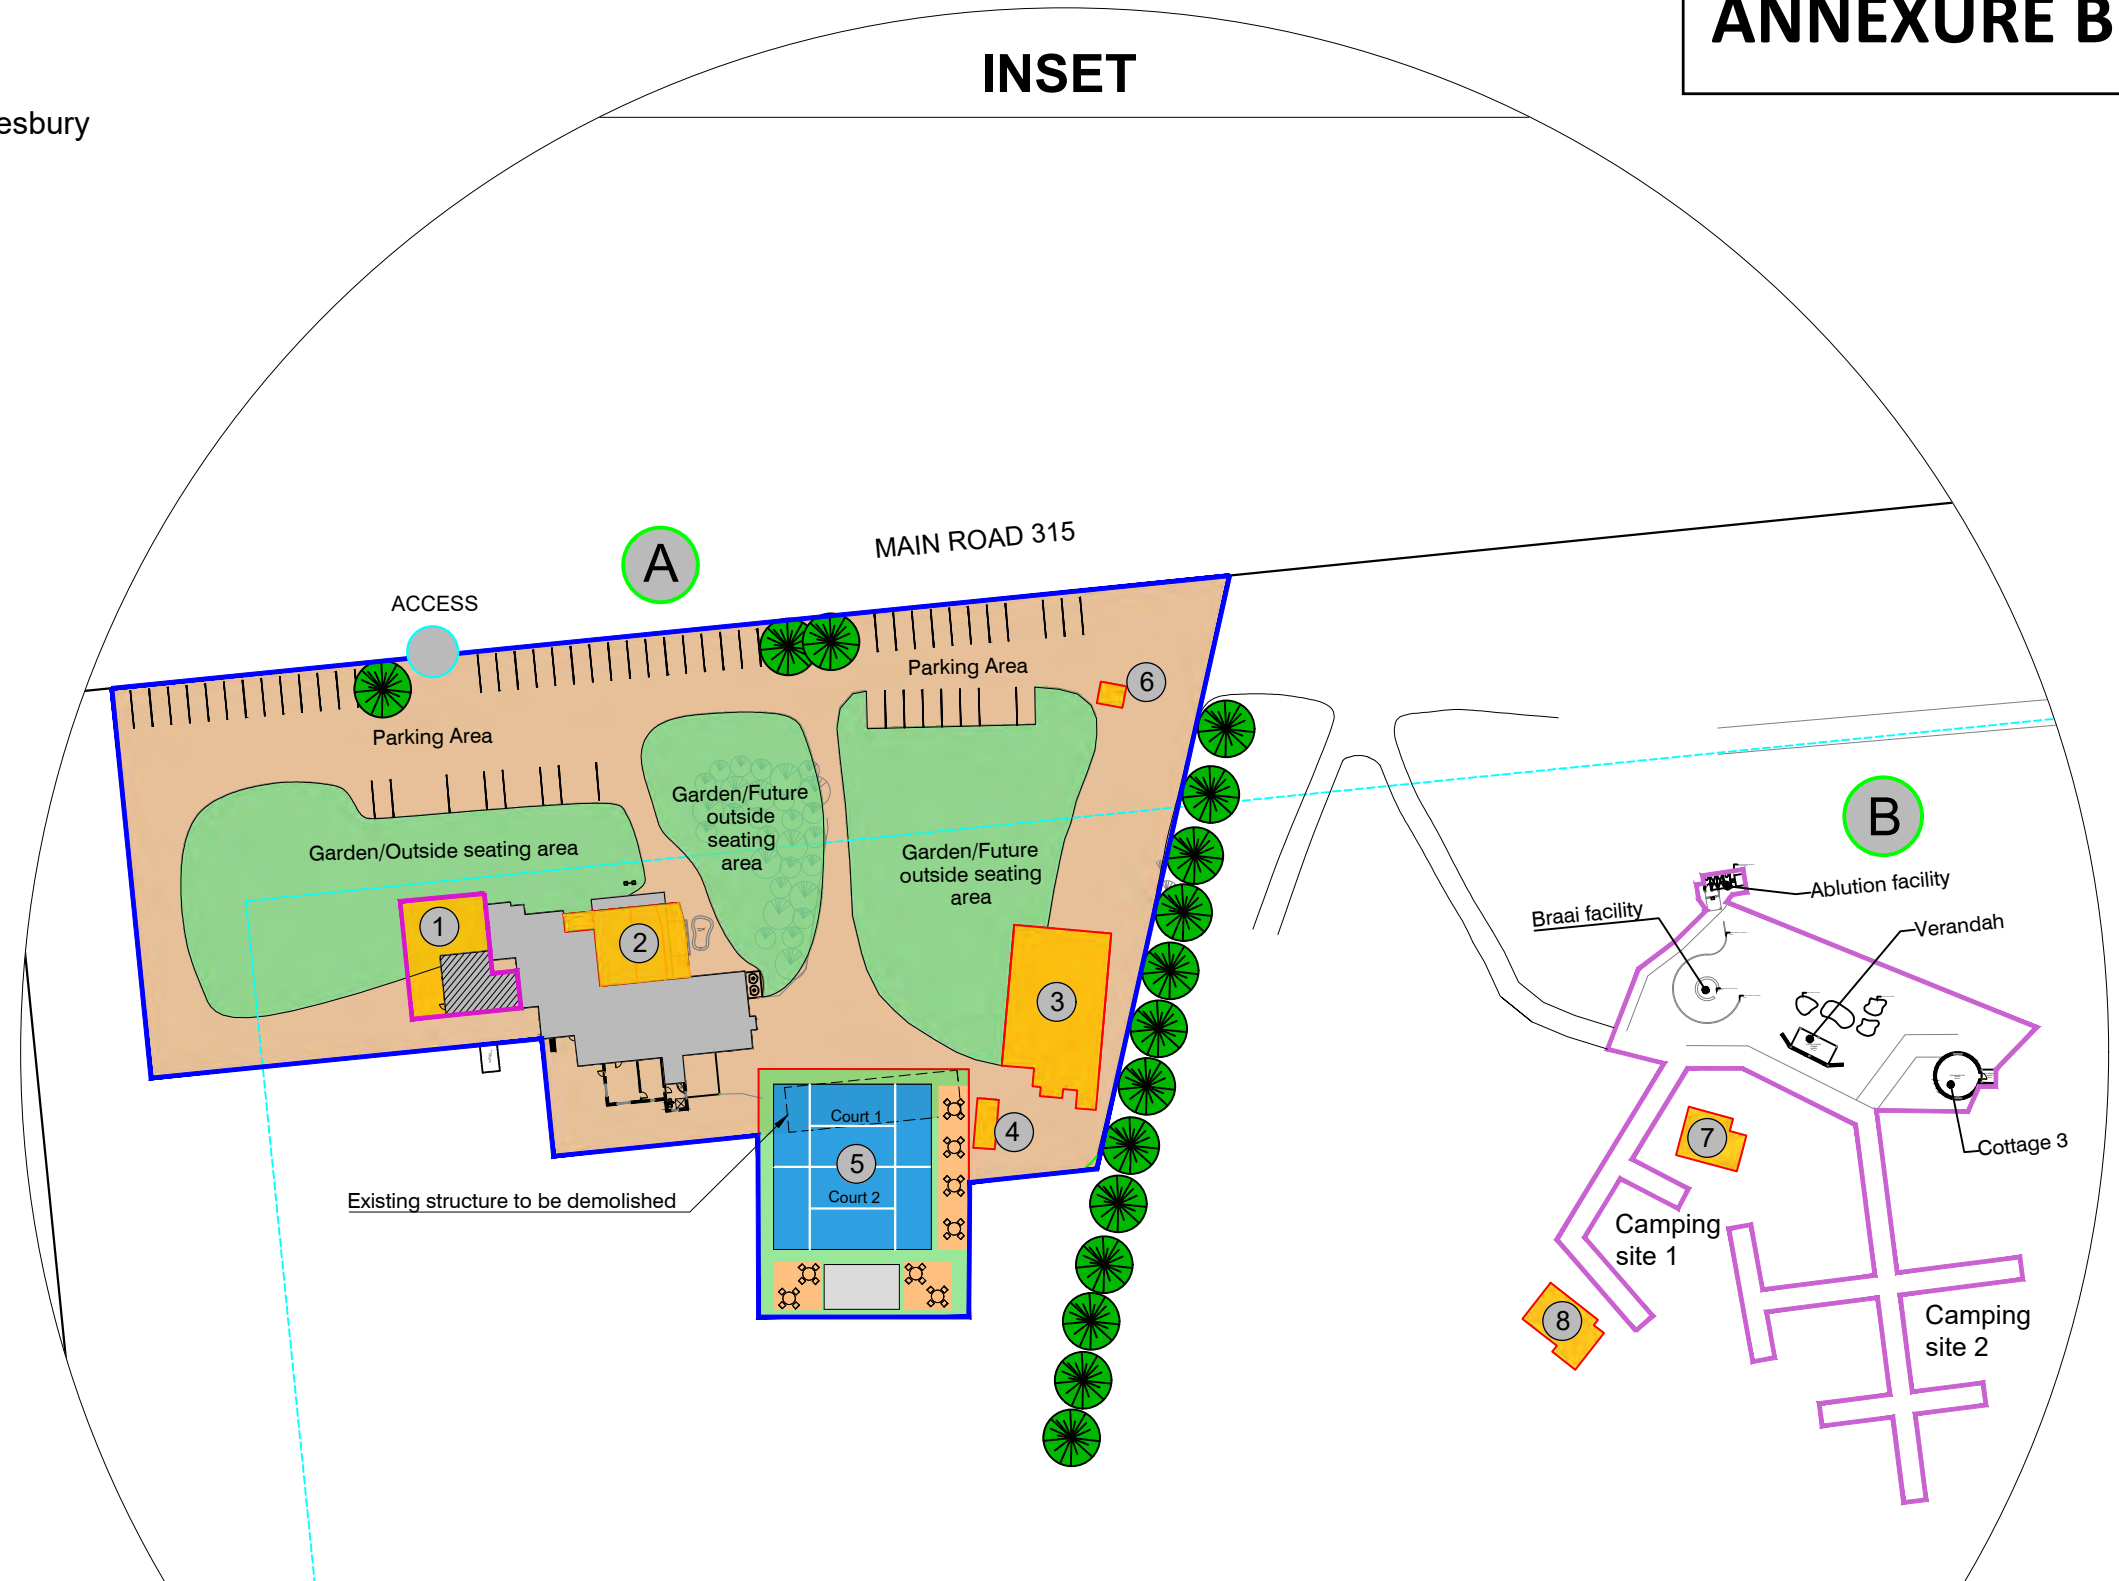 ANNEXURE B
INSET
esbury
MAIN ROAD 315
A
ACCESS
Parking Area
6
Parking Area
Garden/Future
outside
seating
area
Garden/Outside seating area
Garden/Future
outside seating
area
1
2
3
4
Court 1
5
Court 2
Existing structure to be demolished
B
Ablution facility
Braai facility
Verandah
Cottage 3
7
Camping
site 1
8
Camping
site 2